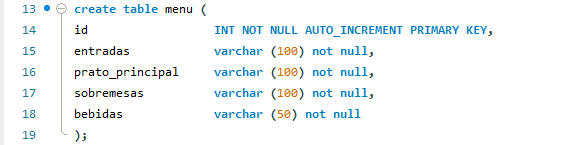 13 create table menu (
14 id INT NOT NULL AUTO_INCREMENT PRIMARY KEY,
15 entradas varchar (100) not null,
16 prato_principal varchar (100) not null,
17 sobremesas varchar (100) not null,
18 bebidas varchar (50) not null
19 );